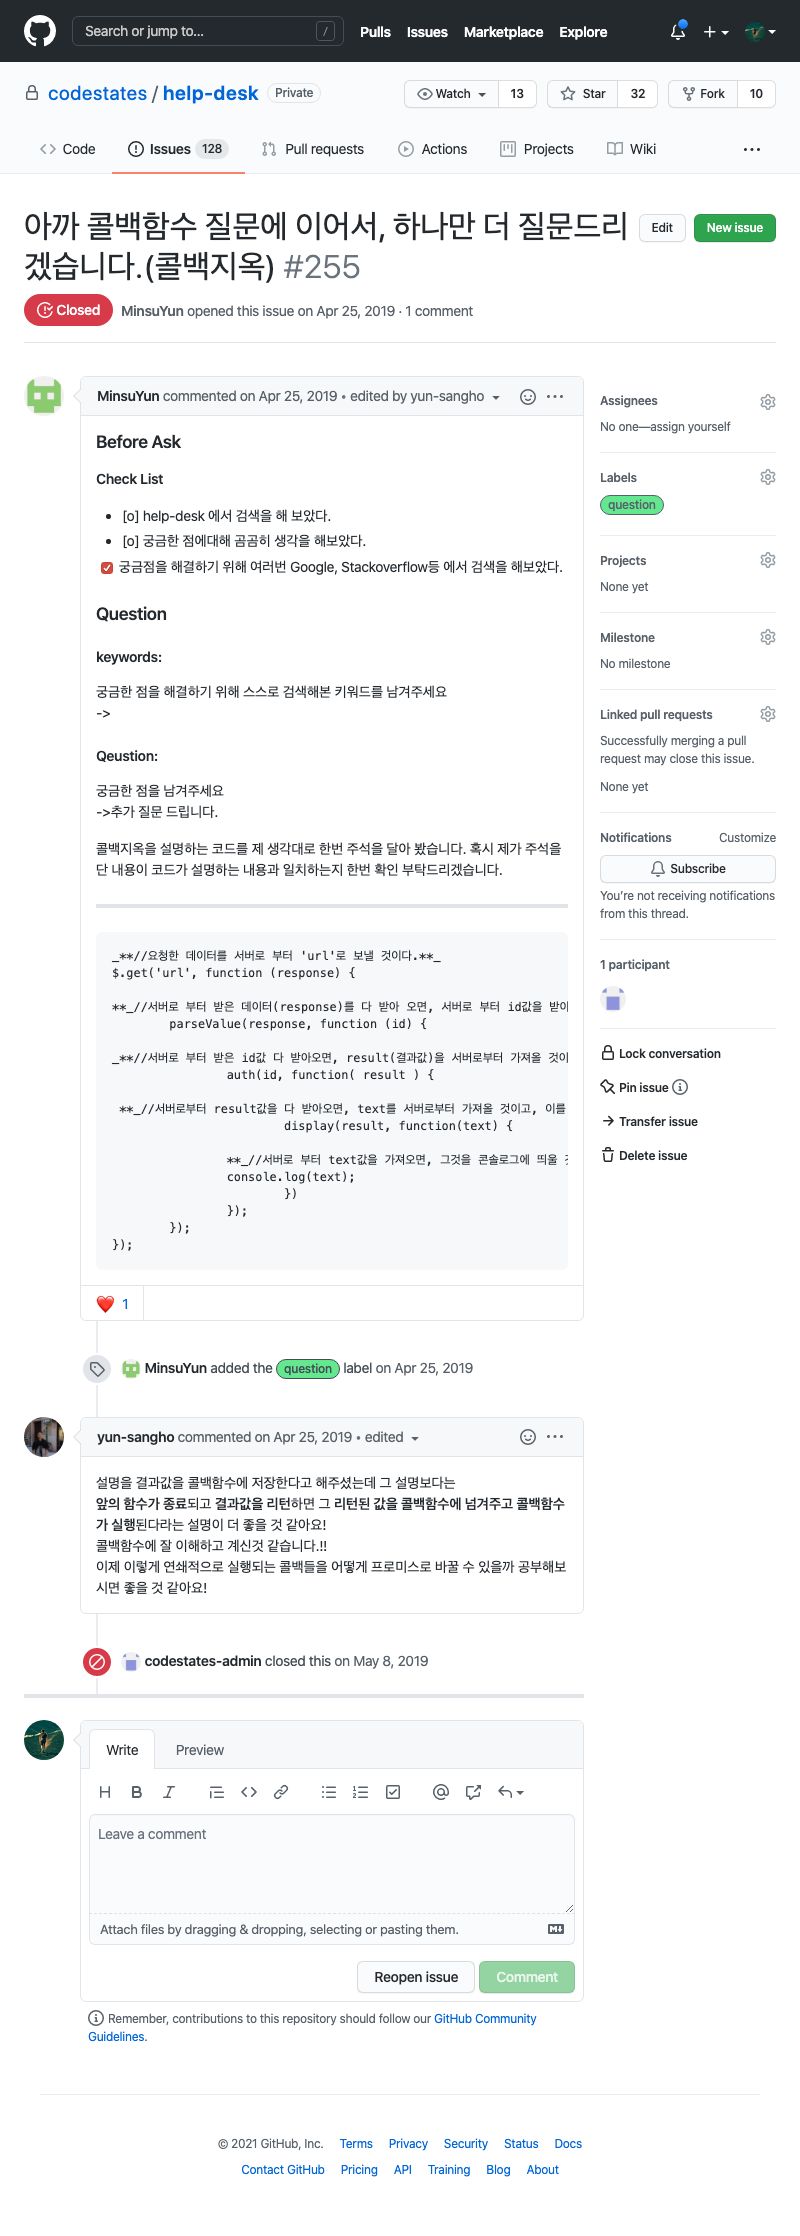 Search or jump to... /
Pulls Issues Marketplace Explore
codestates / help-desk Private
Watch 13 Star 32 Fork 10
Code Issues 128 Pull requests Actions Projects Wiki
아까 콜백함수 질문에 이어서, 하나만 더 질문드리
겠습니다.(콜백지옥) #255
Edit New issue
Closed MinsuYun opened this issue on Apr 25, 2019 · 1 comment
MinsuYun commented on Apr 25, 2019 • edited by yun-sangho
Before Ask
Check List
• [o] help-desk 에서 검색을 해 보았다.
• [o] 궁금한 점에대해 곰곰히 생각을 해보았다.
궁금점을 해결하기 위해 여러번 Google, Stackoverflow등 에서 검색을 해보았다.
Question
keywords:
궁금한 점을 해결하기 위해 스스로 검색해본 키워드를 남겨주세요
->
Qeustion:
궁금한 점을 남겨주세요
->추가 질문 드립니다.
콜백지옥을 설명하는 코드를 제 생각대로 한번 주석을 달아 봤습니다. 혹시 제가 주석을
단 내용이 코드가 설명하는 내용과 일치하는지 한번 확인 부탁드리겠습니다.
_**//요청한 데이터를 서버로 부터 'url'로 보낼 것이다.**_
$.get('url', function (response) {
**_//서버로 부터 받은 데이터(response)를 다 받아 오면, 서버로 부터 id값을 받아
parseValue(response, function (id) {
_**//서버로 부터 받은 id값 다 받아오면, result(결과값)을 서버로부터 가져올 것이
auth(id, function( result ) {
**_//서버로부터 result값을 다 받아오면, text를 서버로부터 가져올 것이고, 이를
display(result, function(text) {
**_//서버로 부터 text값을 가져오면, 그것을 콘솔로그에 띄울
console.log(text);
})
});
});
});
❤️ 1
MinsuYun added the question label on Apr 25, 2019
yun-sangho commented on Apr 25, 2019 • edited
설명을 결과값을 콜백함수에 저장한다고 해주셨는데 그 설명보다는
앞의 함수가 종료되고 결과값을 리턴하면 그 리턴된 값을 콜백함수에 넘겨주고 콜백함수
가 실행된다라는 설명이 더 좋을 것 같아요!
콜백함수에 잘 이해하고 계신것 같습니다.!!
이제 이렇게 연쇄적으로 실행되는 콜백들을 어떻게 프로미스로 바꿀 수 있을까 공부해보
시면 좋을 것 같아요!
codestates-admin closed this on May 8, 2019
Write Preview
H B I
Leave a comment
Attach files by dragging & dropping, selecting or pasting them.
Reopen issue Comment
Remember, contributions to this repository should follow our GitHub Community
Guidelines.
Assignees
No one—assign yourself
Labels
question
Projects
None yet
Milestone
No milestone
Linked pull requests
Successfully merging a pull
request may close this issue.
None yet
Notifications Customize
Subscribe
You're not receiving notifications
from this thread.
1 participant
Lock conversation
Pin issue
Transfer issue
Delete issue
© 2021 GitHub, Inc. Terms Privacy Security Status Docs
Contact GitHub Pricing API Training Blog About